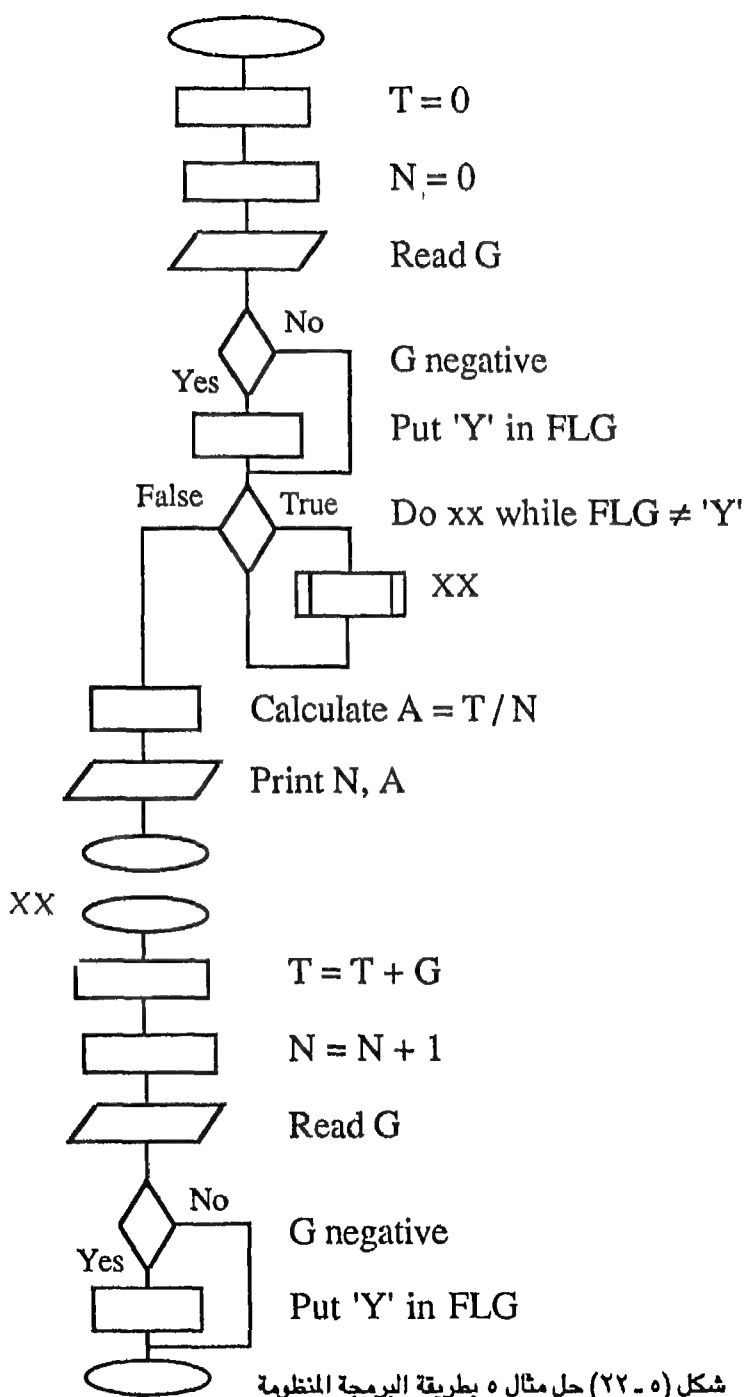 T = 0
N = 0
Read G
No
G negative
Yes
Put 'Y' in FLG
False
True
Do xx while FLG ≠ 'Y'
XX
Calculate A = T / N
Print N, A
XX
T = T + G
N = N + 1
Read G
No
G negative
Yes
Put 'Y' in FLG
شكل (٥ - ٢٢) حل مثال ٥ بطريقة البرمجة المنظومة